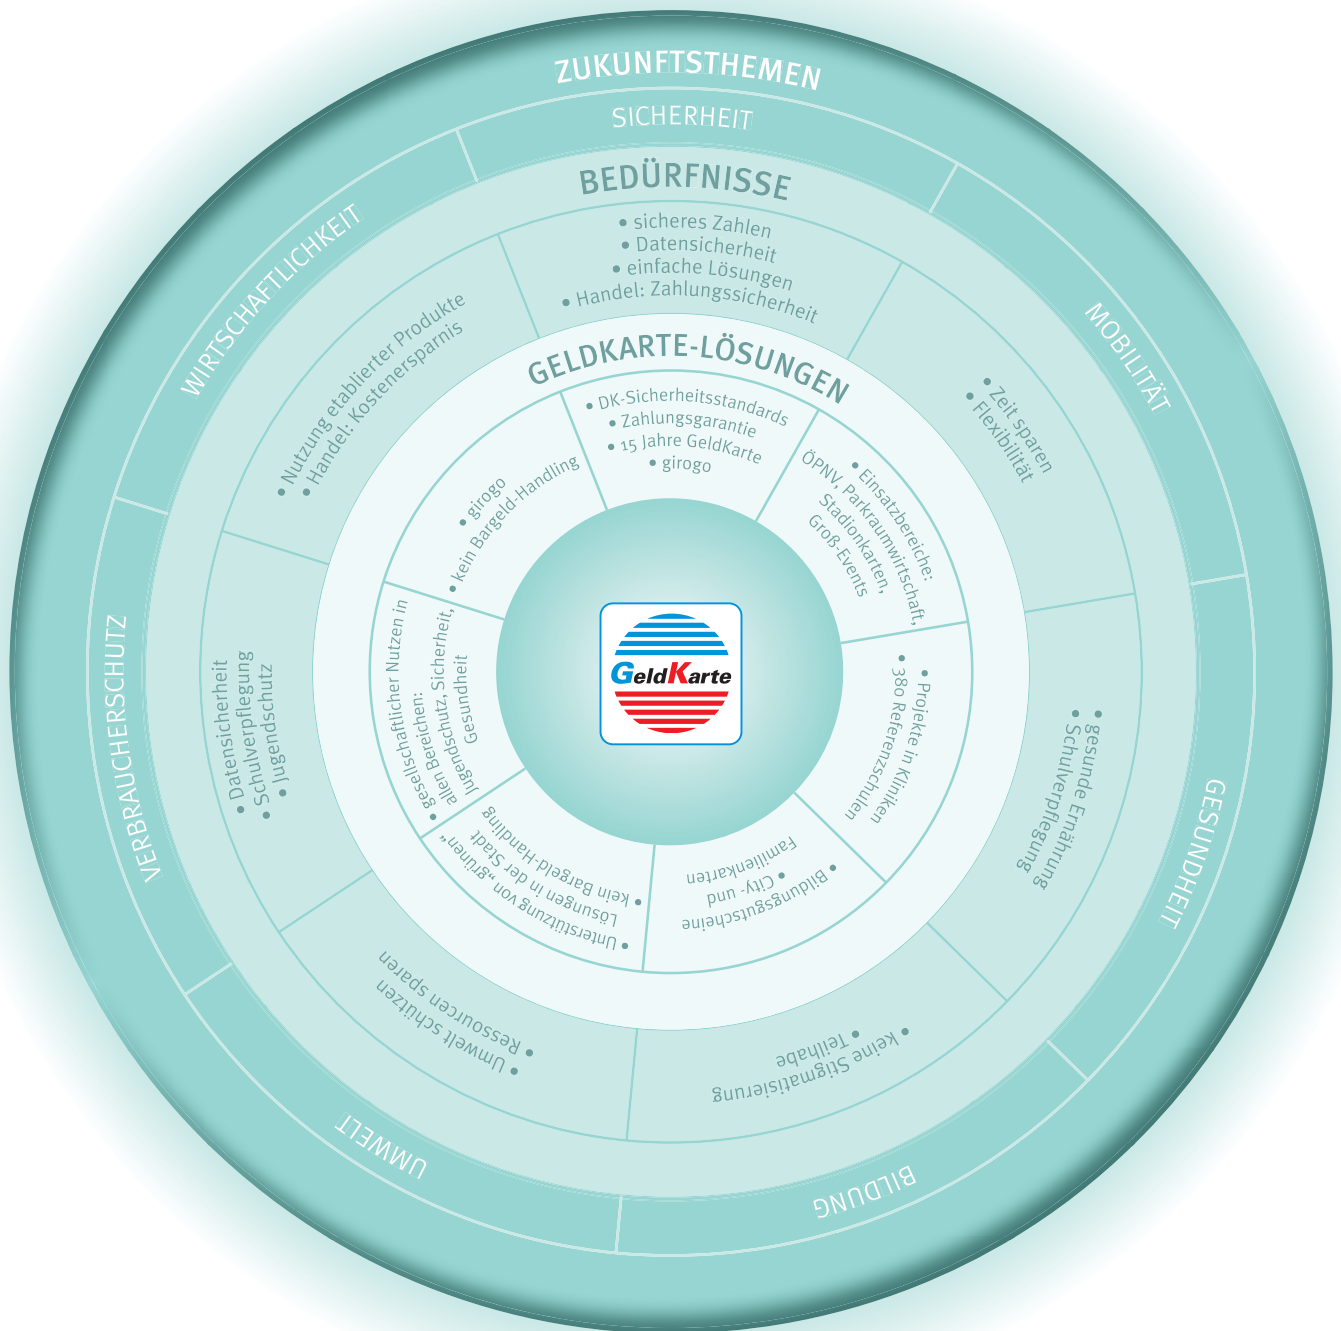 ZUKUNFTSTHEMEN
SICHERHEIT
MOBILITÄT
GESUNDHEIT
BILDUNG
UMWELT
VERBRAUCHERSCHUTZ
WIRTSCHAFTLICHKEIT
BEDÜRFNISSE
• sicheres Zahlen
• Datensicherheit
• einfache Lösungen
• Handel: Zahlungssicherheit
• Zeit sparen
• Flexibilität
• gesunde Ernährung
• Schulverpflegung
• keine Stigmatisierung
• Teilhabe
• Umwelt schützen
• Ressourcen sparen
• Datensicherheit
• Schulverpflegung
• Jugendschutz
• Nutzung etablierter Produkte
• Handel: Kostenersparnis
GELDKARTE-LÖSUNGEN
• DK-Sicherheitsstandards
• Zahlungsgarantie
• 15 Jahre GeldKarte
• girogo
• Einsatzbereiche:
ÖPNV, Parkraumwirtschaft,
Stadionkarten,
Groß-Events
• Projekte in Kliniken
• 380 Referenzschulen
• Bildungsgutscheine
• City- und
Familienkarten
• Unterstützung von „grünen“
Lösungen in der Stadt
• kein Bargeld-Handling
• gesellschaftlicher Nutzen in
allen Bereichen:
Jugendschutz, Sicherheit,
Gesundheit
• girogo
• kein Bargeld-Handling
GeldKarte